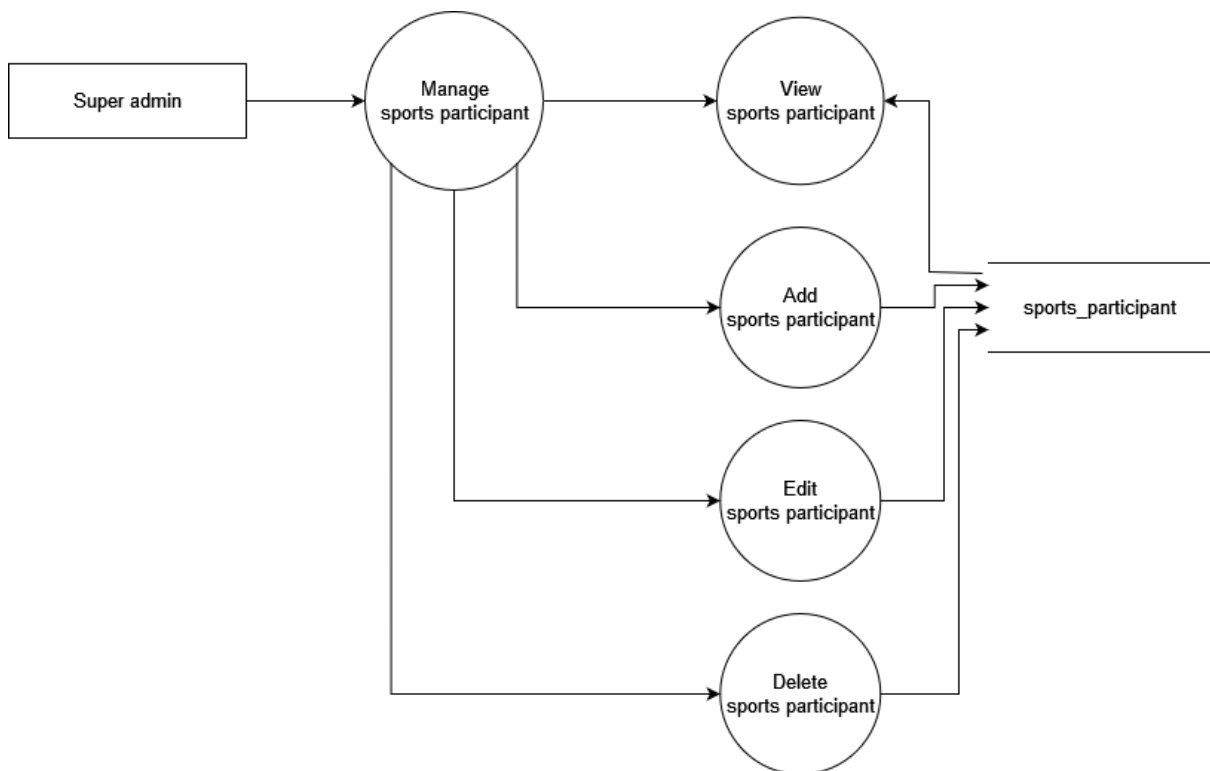 Super admin
Manage
sports participant
View
sports participant
Add
sports participant
sports_participant
Edit
sports participant
Delete
sports participant